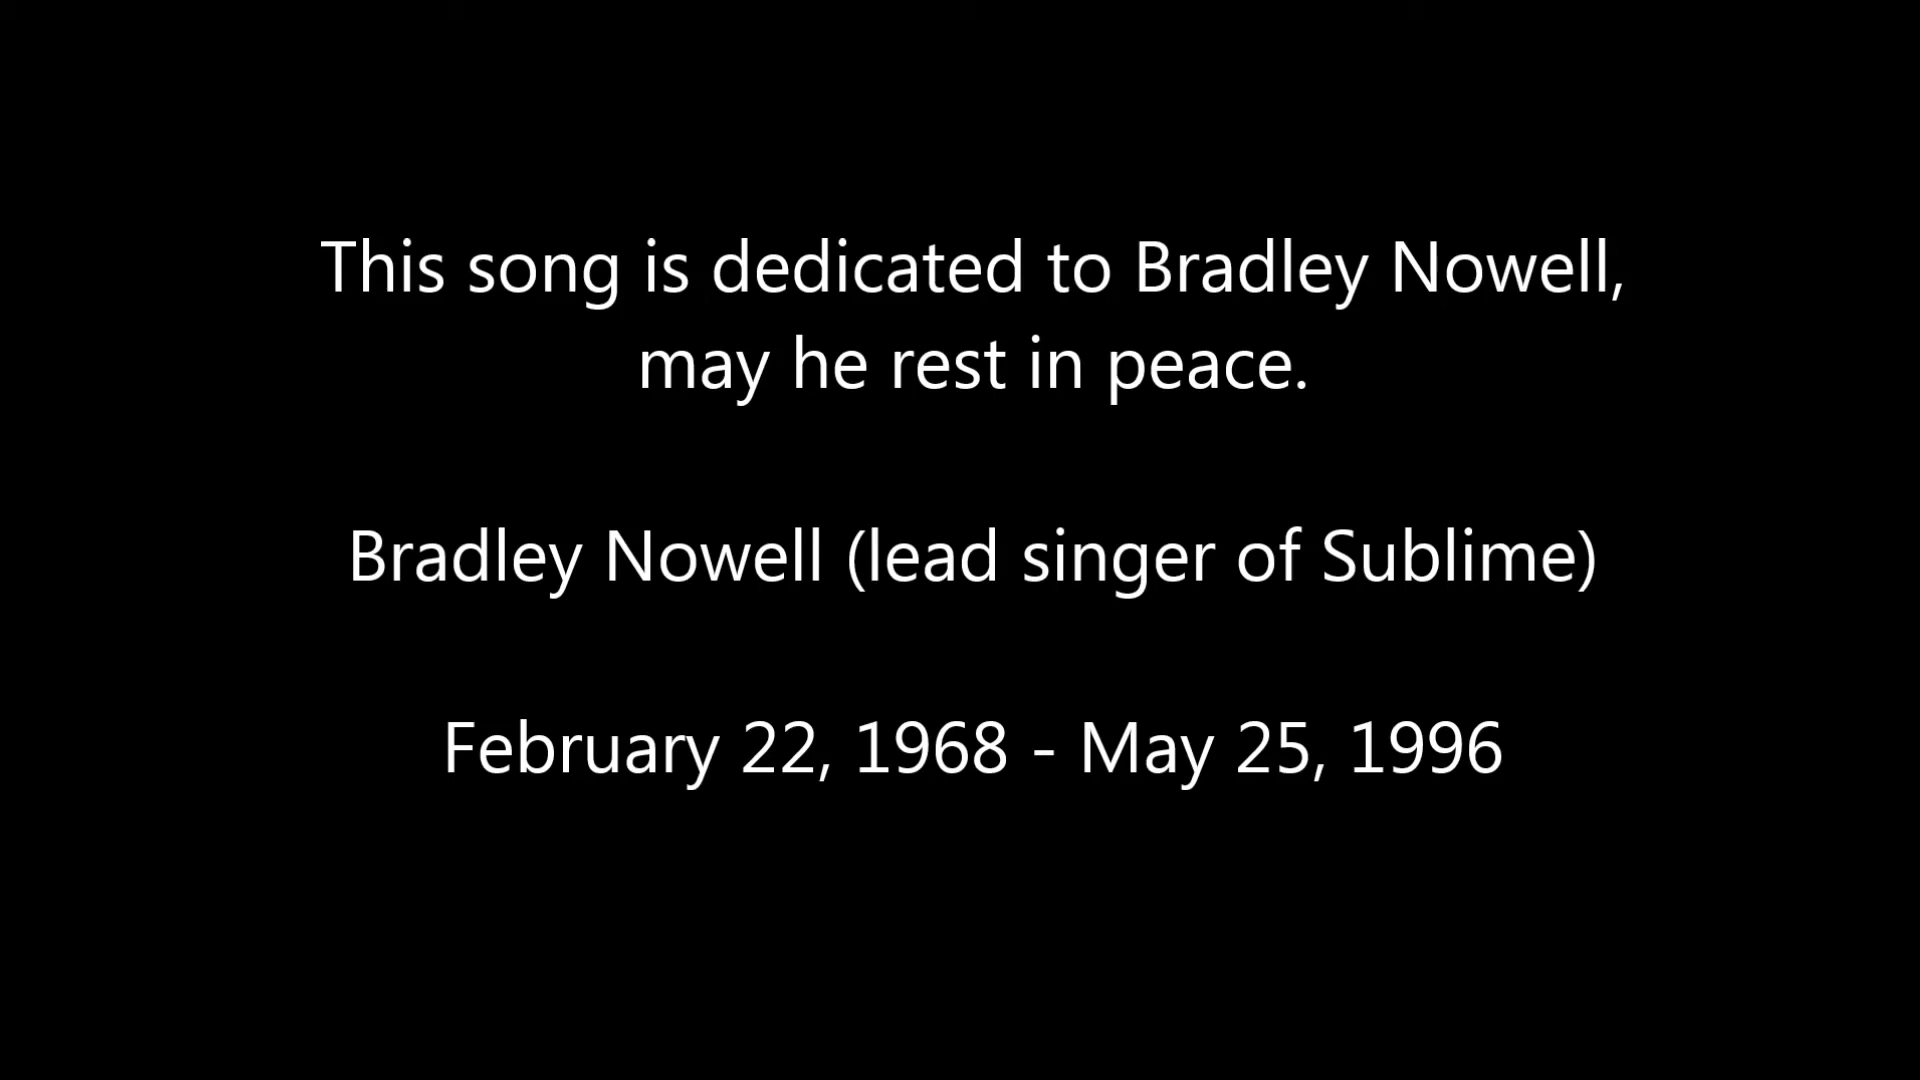 This song is dedicated to Bradley Nowell,
may he rest in peace.
Bradley Nowell (lead singer of Sublime)
February 22, 1968 - May 25, 1996